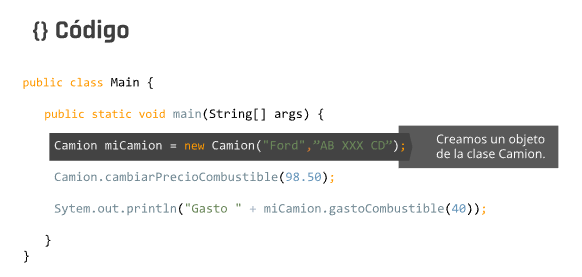 {} Código
public class Main {
public static void main(String[] args) {
Camion miCamion = new Camion("Ford",”AB XXX CD”);
Creamos un objeto
de la clase Camion.
Camion.cambiarPrecioCombustible(98.50);
Sytem.out.println("Gasto " + miCamion.gastoCombustible(40));
}
}